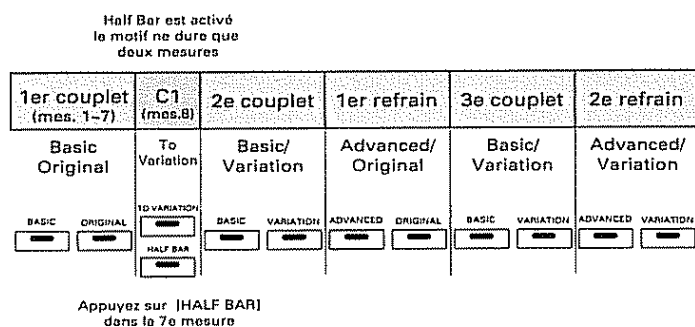 Half Bar est activé
le motif ne dure que
deux mesures
1er couplet
(mes. 1–7)
C1
(mes.8)
2e couplet
1er refrain
3e couplet
2e refrain
Basic
Original
To
Variation
Basic/
Variation
Advanced/
Original
Basic/
Variation
Advanced/
Variation
TO VARIATION
BASIC ORIGINAL
HALF BAR
BASIC VARIATION
ADVANCED ORIGINAL
BASIC VARIATION
ADVANCED VARIATION
Appuyez sur [HALF BAR]
dans la 7e mesure